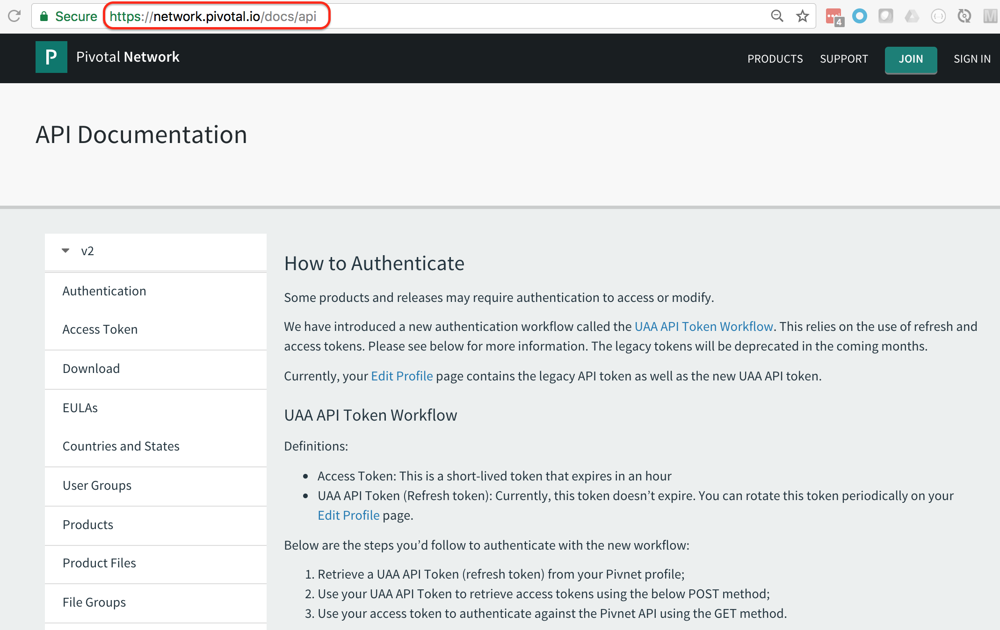 Secure https://network.pivotal.io/docs/api
4
{...}
M
P Pivotal Network
PRODUCTS SUPPORT JOIN SIGN IN
API Documentation
v2
Authentication
Access Token
Download
EULAs
Countries and States
User Groups
Products
Product Files
File Groups
How to Authenticate
Some products and releases may require authentication to access or modify.
We have introduced a new authentication workflow called the UAA API Token Workflow. This relies on the use of refresh and
access tokens. Please see below for more information. The legacy tokens will be deprecated in the coming months.
Currently, your Edit Profile page contains the legacy API token as well as the new UAA API token.
UAA API Token Workflow
Definitions:
• Access Token: This is a short-lived token that expires in an hour
• UAA API Token (Refresh token): Currently, this token doesn’t expire. You can rotate this token periodically on your
Edit Profile page.
Below are the steps you’d follow to authenticate with the new workflow:
1. Retrieve a UAA API Token (refresh token) from your Pivnet profile;
2. Use your UAA API Token to retrieve access tokens using the below POST method;
3. Use your access token to authenticate against the Pivnet API using the GET method.